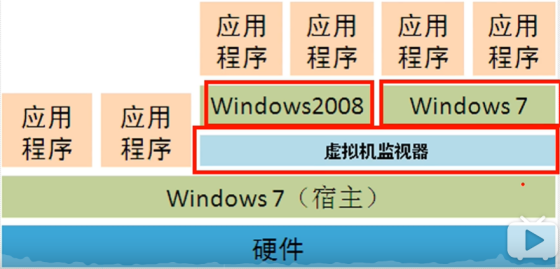 应用 应用 应用 应用
程序 程序 程序 程序
Windows2008 Windows 7
应用 应用
程序 程序
虚拟机监视器
Windows 7（宿主）
硬件